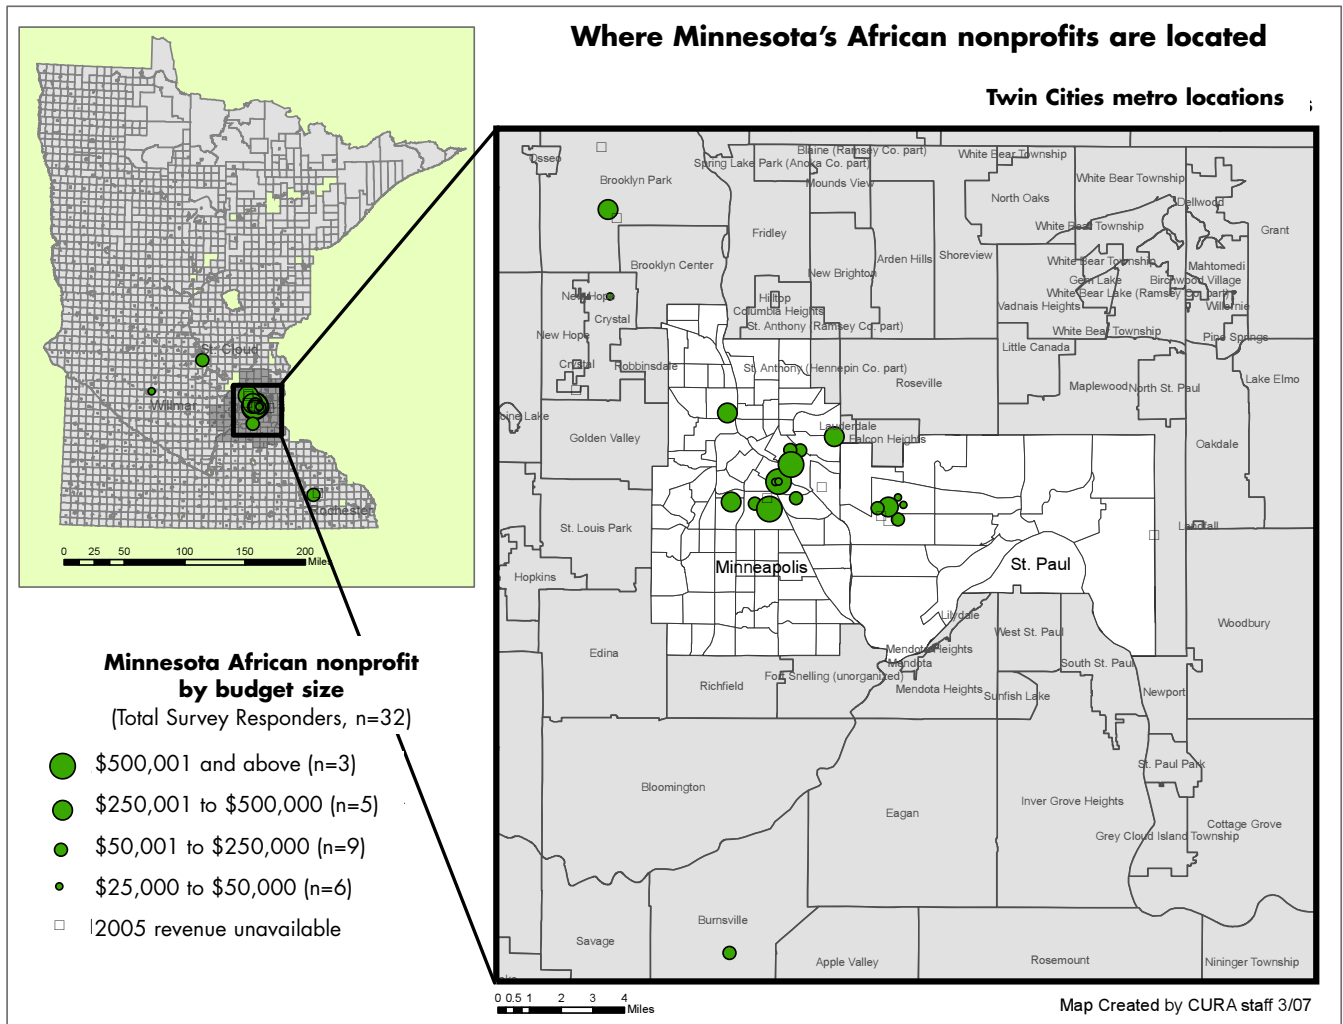 Where Minnesota's African nonprofits are located
Twin Cities metro locations
St. Cloud
Willmar
Rochester
0 25 50 100 150 200
Miles
Minnesota African nonprofit
by budget size
(Total Survey Responders, n=32)
$500,001 and above (n=3)
$250,001 to $500,000 (n=5)
$50,001 to $250,000 (n=9)
$25,000 to $50,000 (n=6)
2005 revenue unavailable
Osseo
Brooklyn Park
Spring Lake Park (Anoka Co. part)
Blaine (Ramsey Co. part)
Mounds View
White Bear Township
North Oaks
White Bear Township
Dellwood
White Bear Township
Grant
Fridley
Brooklyn Center
New Brighton
Arden Hills
Shoreview
White Bear Township
Mahtomedi
Gem Lake
Birchwood Village
White Bear Lake (Ramsey Co. part)
Willernie
Vadnais Heights
New Hope
Hilltop
Crystal
Columbia Heights
St. Anthony (Ramsey Co. part)
White Bear Township
Pine Springs
New Hope
Little Canada
Crystal
Robbinsdale
St. Anthony (Hennepin Co. part)
Roseville
Maplewood
North St. Paul
Lake Elmo
cine Lake
Golden Valley
Lauderdale
Falcon Heights
Oakdale
St. Louis Park
Landfall
Hopkins
Minneapolis
St. Paul
Lilydale
West St. Paul
Woodbury
Edina
Mendota Heights
Mendota
South St. Paul
Richfield
Fort Snelling (unorganized)
Mendota Heights
Sunfish Lake
Newport
St. Paul Park
Bloomington
Eagan
Inver Grove Heights
Grey Cloud Island Township
Cottage Grove
Burnsville
Savage
Apple Valley
Rosemount
Nininger Township
0 0.5 1 2 3 4
Miles
Map Created by CURA staff 3/07